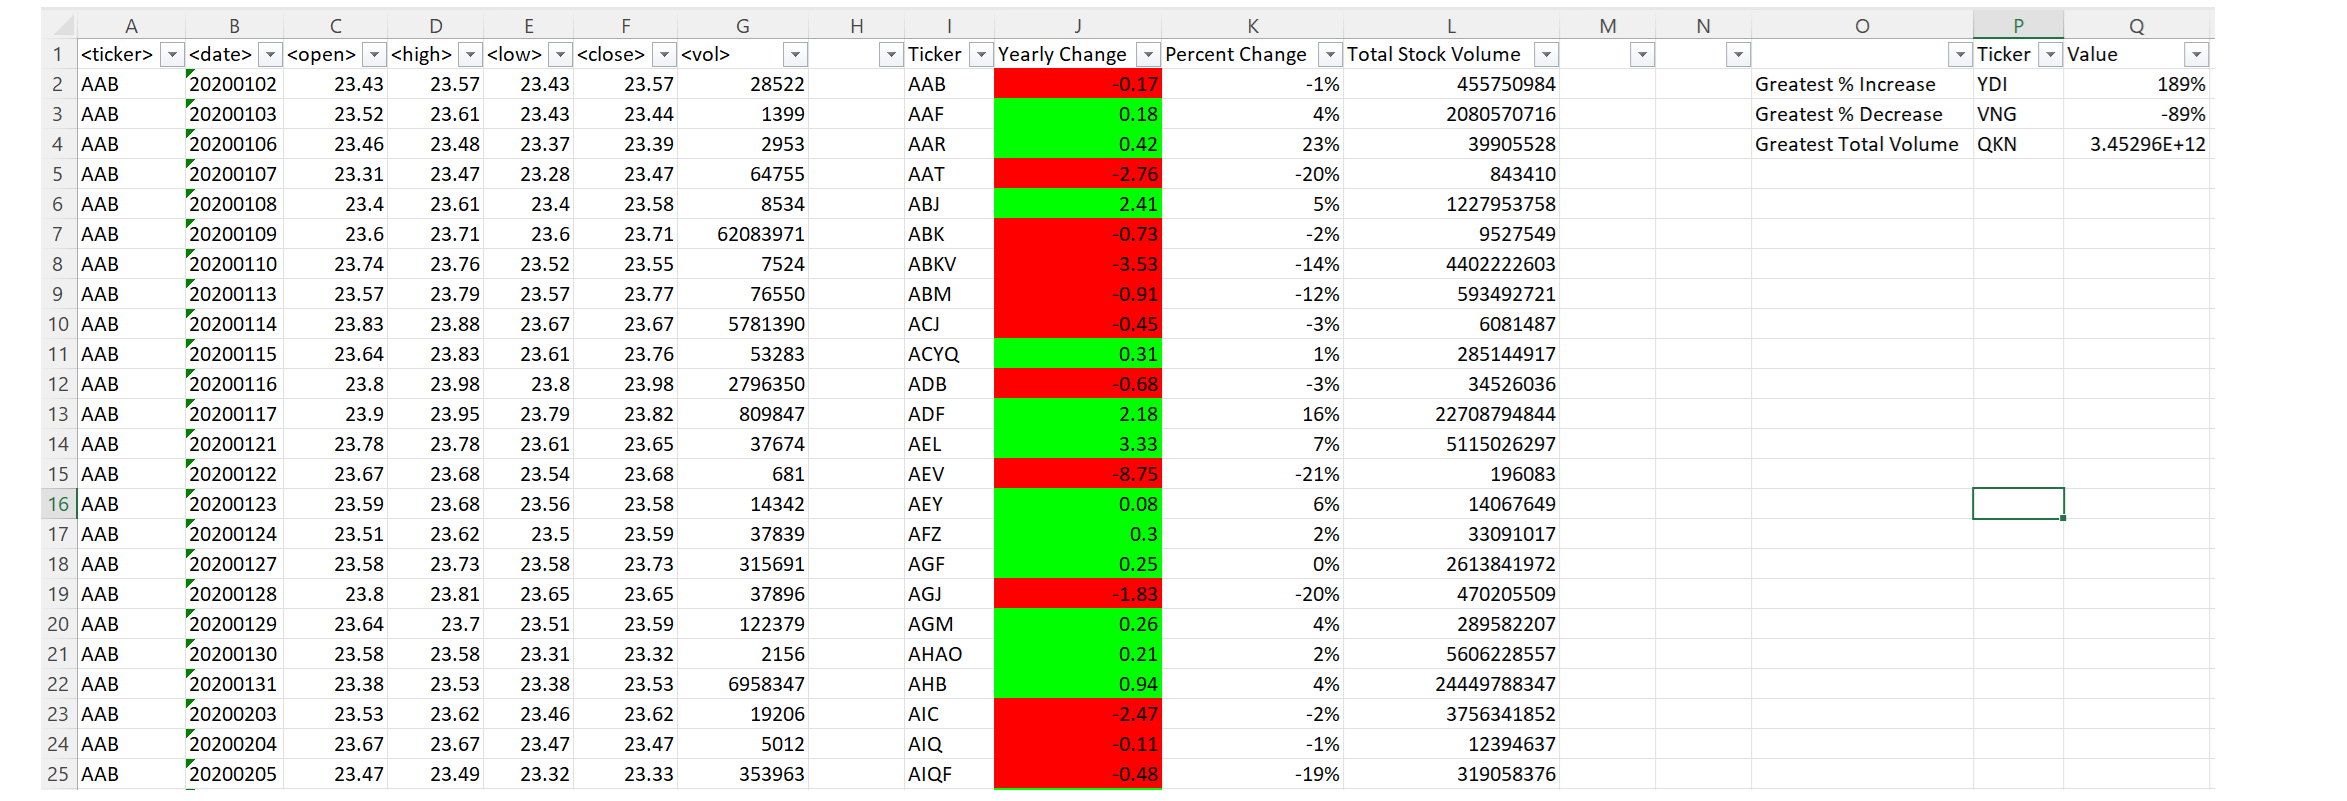 A B C D E F G H I J K L M N O P Q
1 <ticker> <date> <open> <high> <low> <close> <vol> Ticker Yearly Change Percent Change Total Stock Volume Ticker Value
2 AAB 20200102 23.43 23.57 23.43 23.57 28522 AAB -0.17 -1% 455750984 Greatest % Increase YDI 189%
3 AAB 20200103 23.52 23.61 23.43 23.44 1399 AAF 0.18 4% 2080570716 Greatest % Decrease VNG -89%
4 AAB 20200106 23.46 23.48 23.37 23.39 2953 AAR 0.42 23% 39905528 Greatest Total Volume QKN 3.45296E+12
5 AAB 20200107 23.31 23.47 23.28 23.47 64755 AAT -2.76 -20% 843410
6 AAB 20200108 23.4 23.61 23.4 23.58 8534 ABJ 2.41 5% 1227953758
7 AAB 20200109 23.6 23.71 23.6 23.71 62083971 ABK -0.73 -2% 9527549
8 AAB 20200110 23.74 23.76 23.52 23.55 7524 ABKV -3.53 -14% 4402222603
9 AAB 20200113 23.57 23.79 23.57 23.77 76550 ABM -0.91 -12% 593492721
10 AAB 20200114 23.83 23.88 23.67 23.67 5781390 ACJ -0.45 -3% 6081487
11 AAB 20200115 23.64 23.83 23.61 23.76 53283 ACYQ 0.31 1% 285144917
12 AAB 20200116 23.8 23.98 23.8 23.98 2796350 ADB -0.68 -3% 34526036
13 AAB 20200117 23.9 23.95 23.79 23.82 809847 ADF 2.18 16% 22708794844
14 AAB 20200121 23.78 23.78 23.61 23.65 37674 AEL 3.33 7% 5115026297
15 AAB 20200122 23.67 23.68 23.54 23.68 681 AEV -8.75 -21% 196083
16 AAB 20200123 23.59 23.68 23.56 23.58 14342 AEY 0.08 6% 14067649
17 AAB 20200124 23.51 23.62 23.5 23.59 37839 AFZ 0.3 2% 33091017
18 AAB 20200127 23.58 23.73 23.58 23.73 315691 AGF 0.25 0% 2613841972
19 AAB 20200128 23.8 23.81 23.65 23.65 37896 AGJ -1.83 -20% 470205509
20 AAB 20200129 23.64 23.7 23.51 23.59 122379 AGM 0.26 4% 289582207
21 AAB 20200130 23.58 23.58 23.31 23.32 2156 AHAO 0.21 2% 5606228557
22 AAB 20200131 23.38 23.53 23.38 23.53 6958347 AHB 0.94 4% 24449788347
23 AAB 20200203 23.53 23.62 23.46 23.62 19206 AIC -2.47 -2% 3756341852
24 AAB 20200204 23.67 23.67 23.47 23.47 5012 AIQ -0.11 -1% 12394637
25 AAB 20200205 23.47 23.49 23.32 23.33 353963 AIQF -0.48 -19% 319058376